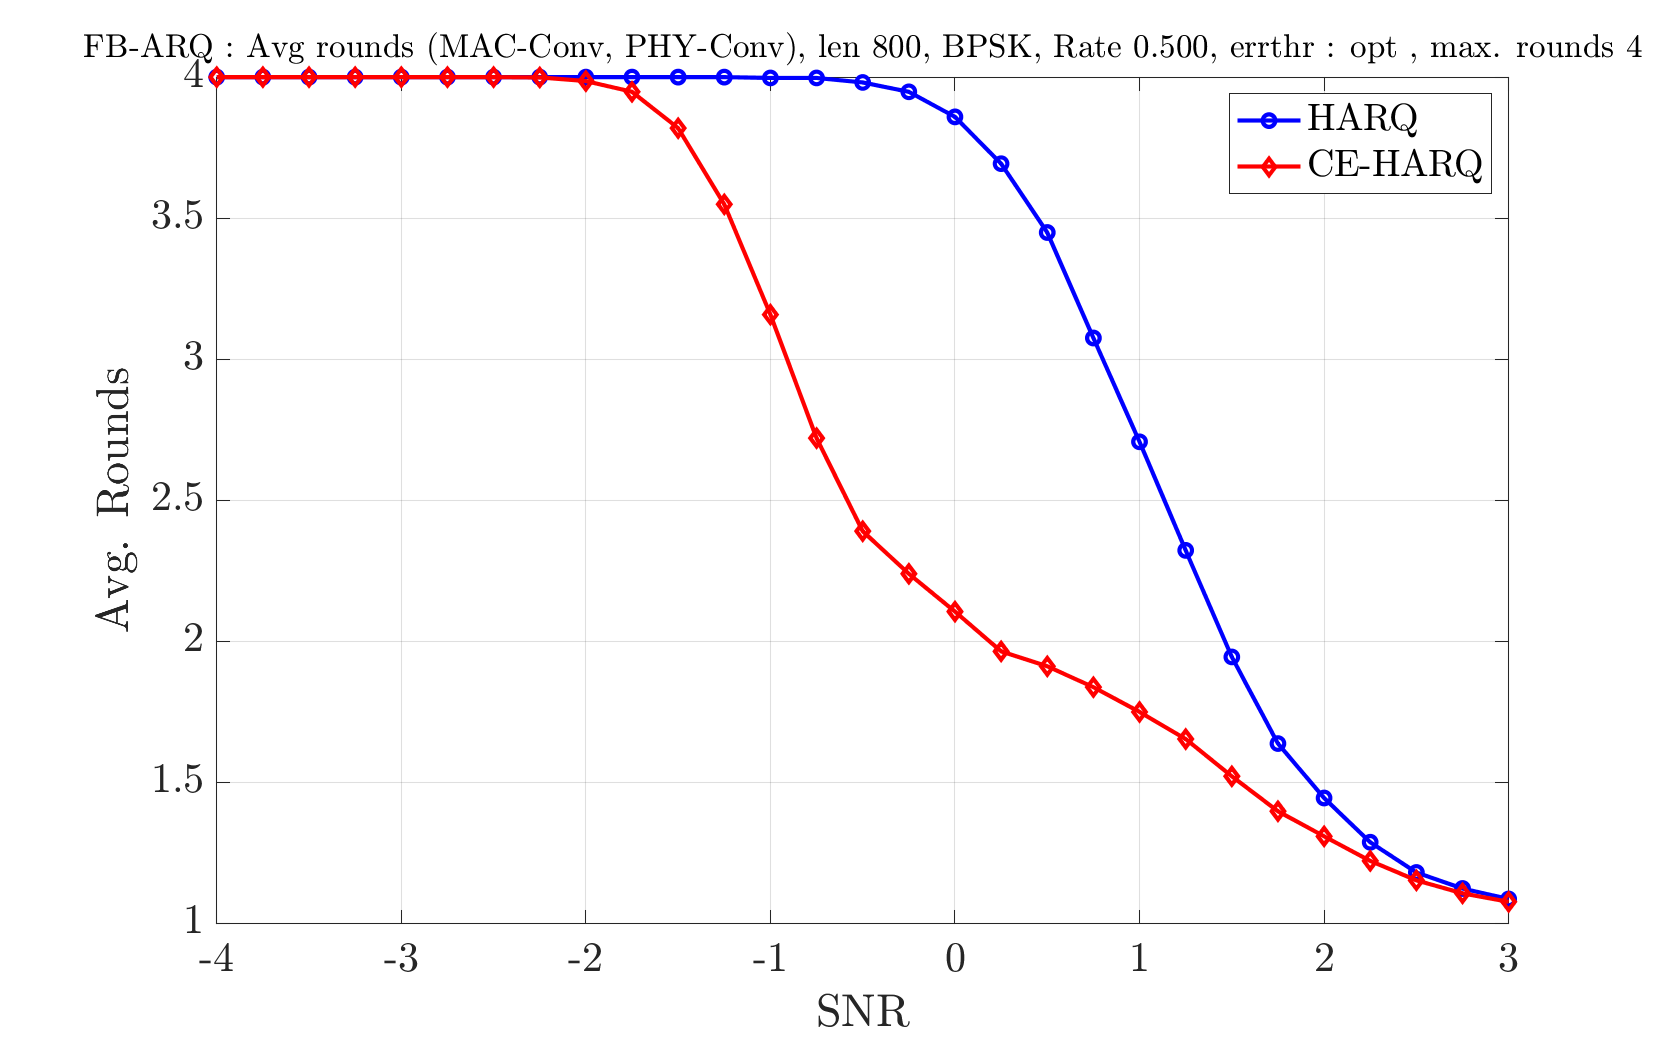 FB-ARQ : Avg rounds (MAC-Conv, PHY-Conv), len 800, BPSK, Rate 0.500, errthr : opt , max. rounds 4
HARQ
CE-HARQ
Avg. Rounds
4
3.5
3
2.5
2
1.5
1
-4 -3 -2 -1 0 1 2 3
SNR